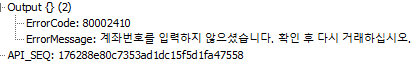 Output {} (2)
ErrorCode: 80002410
ErrorMessage: 계좌번호를 입력하지 않으셨습니다. 확인 후 다시 거래하십시오.
API_SEQ: 176288e80c7353ad1dc15f5d1fa47558